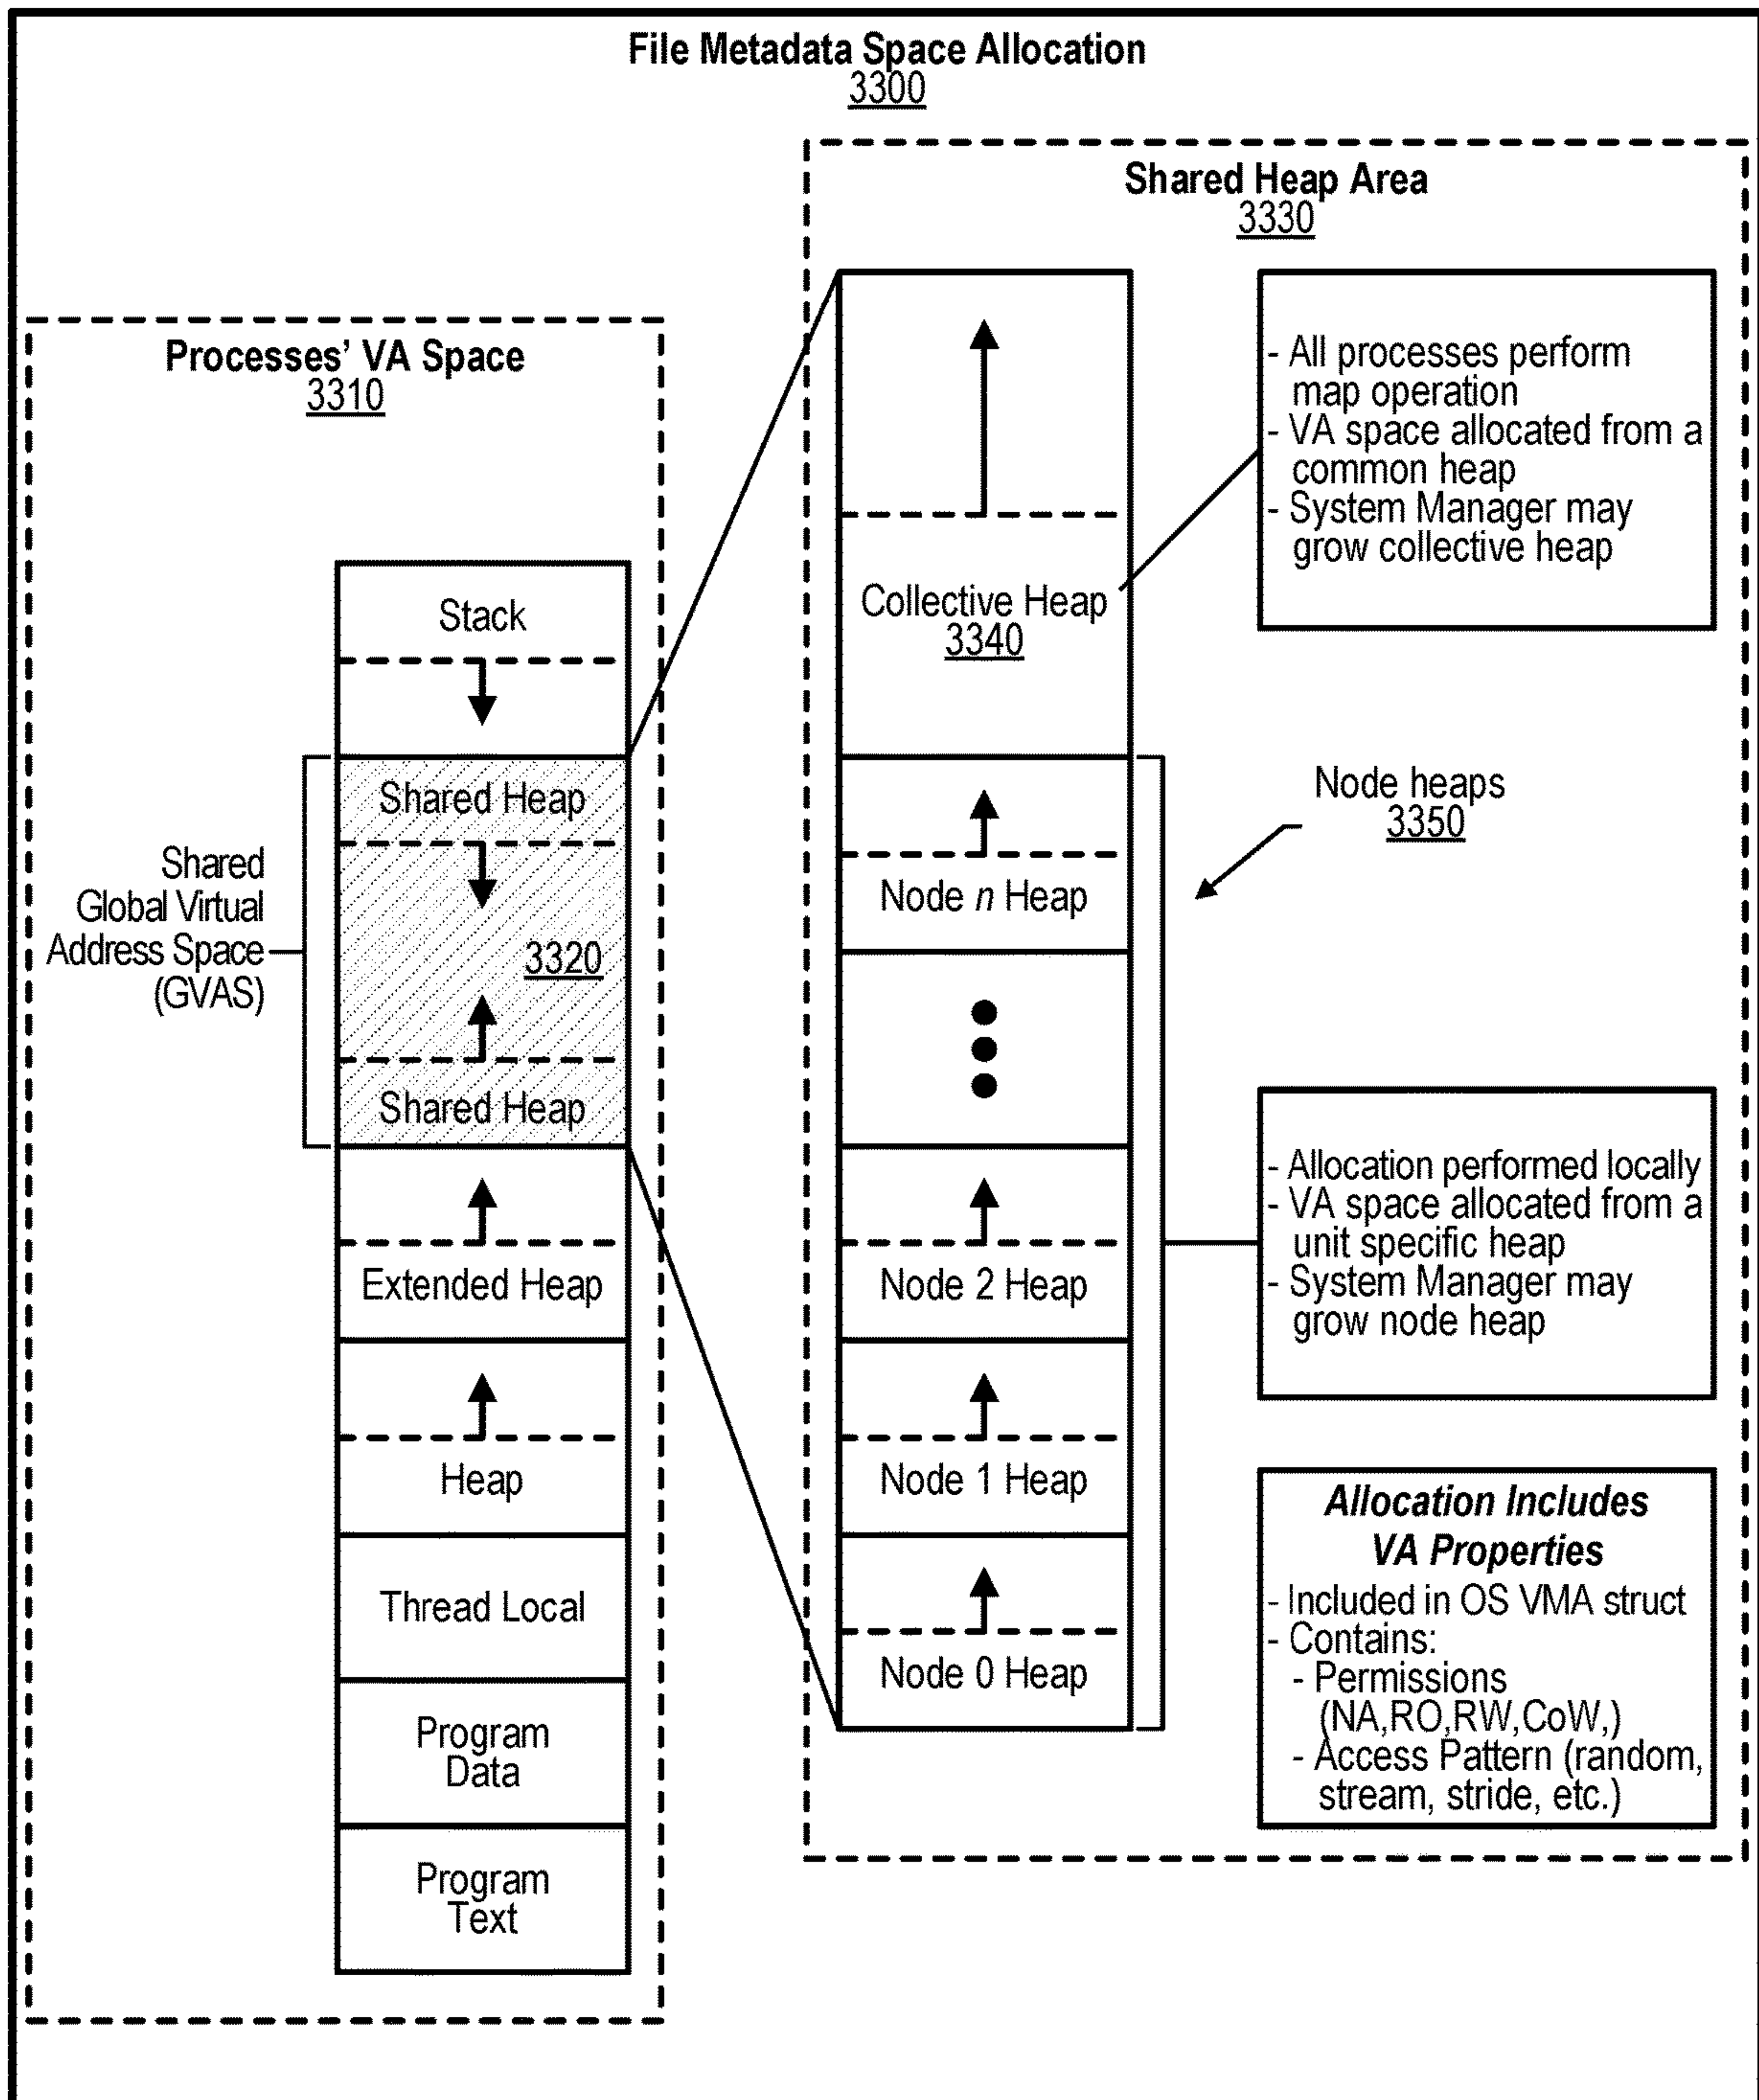 File Metadata Space Allocation
3300
Processes' VA Space
3310
Stack
Shared Heap
3320
Shared Heap
Shared
Global Virtual
Address Space
(GVAS)
Extended Heap
Heap
Thread Local
Program
Data
Program
Text
Shared Heap Area
3330
Collective Heap
3340
- All processes perform
map operation
- VA space allocated from a
common heap
- System Manager may
grow collective heap
Node heaps
3350
Node n Heap
Node 2 Heap
Node 1 Heap
Node 0 Heap
- Allocation performed locally
- VA space allocated from a
unit specific heap
- System Manager may
grow node heap
Allocation Includes
VA Properties
- Included in OS VMA struct
- Contains:
- Permissions
(NA,RO,RW,CoW,)
- Access Pattern (random,
stream, stride, etc.)